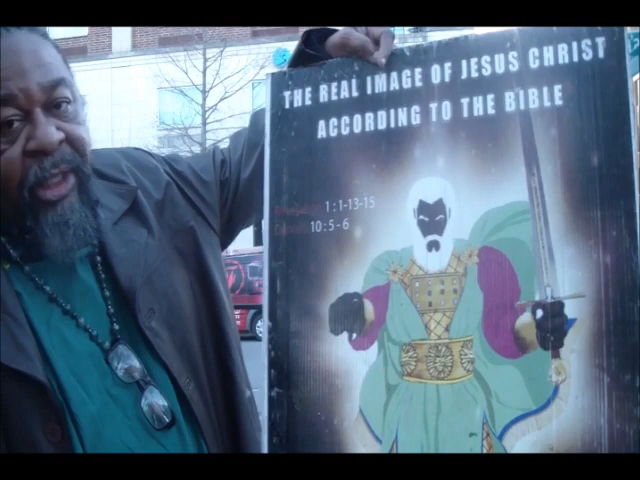 THE REAL IMAGE OF JESUS CHRIST
ACCORDING TO THE BIBLE
1:1-13-15
10:5-6